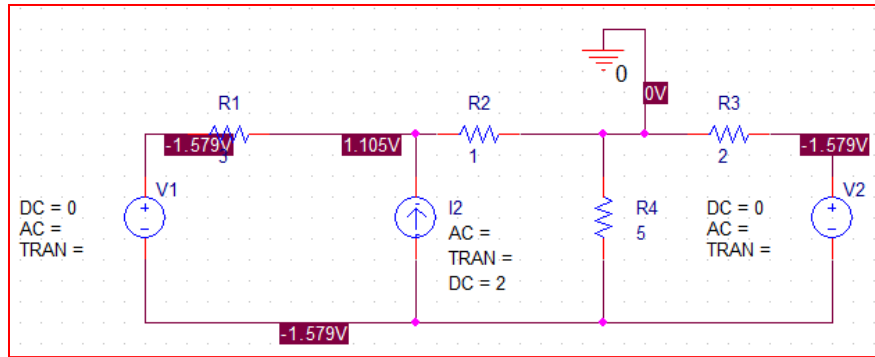 0
R1
R2
0V
R3
-1.579V
1.105V
-1.579V
1
2
V1
I2
R4
V2
DC = 0
AC =
TRAN =
AC =
TRAN =
DC = 2
5
DC = 0
AC =
TRAN =
-1.579V